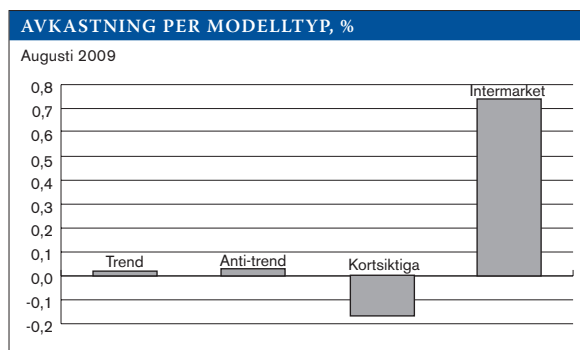 AVKASTNING PER MODELLTYP, %
Augusti 2009
0,8
Intermarket
0,7
0,6
0,5
0,4
0,3
0,2
0,1
Trend
Anti-trend
Kortsiktiga
0,0
-0,1
-0,2